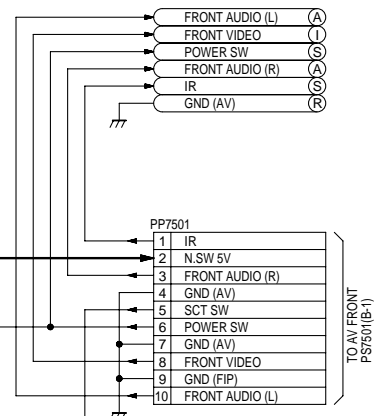 FRONT AUDIO (L) A
FRONT VIDEO I
POWER SW S
FRONT AUDIO (R) A
IR S
GND (AV) R
PP7501
1 IR
2 N.SW 5V
3 FRONT AUDIO (R)
4 GND (AV)
5 SCT SW
6 POWER SW
7 GND (AV)
8 FRONT VIDEO
9 GND (FIP)
10 FRONT AUDIO (L)
TO AV FRONT
PS7501(B-1)